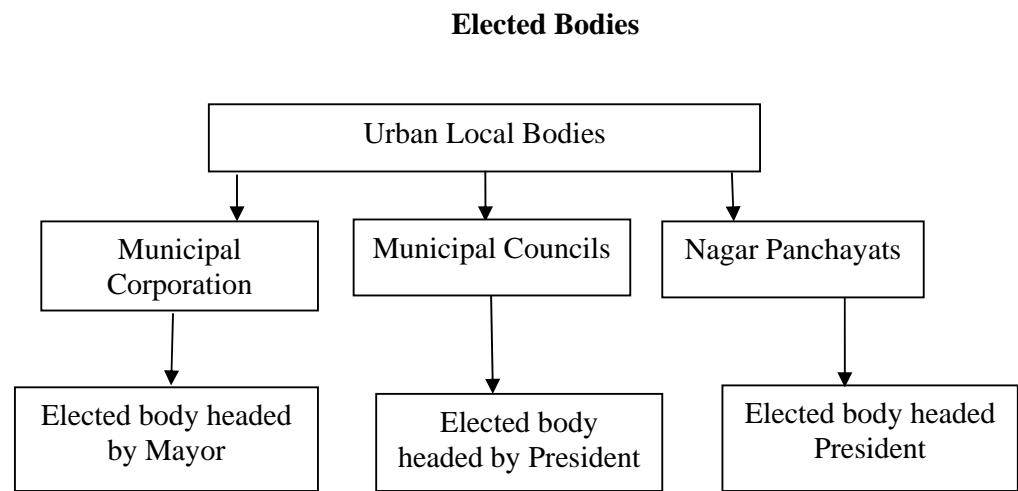 Elected Bodies
Urban Local Bodies
Municipal
Corporation
Municipal Councils
Nagar Panchayats
Elected body headed
by Mayor
Elected body
headed by President
Elected body headed
President